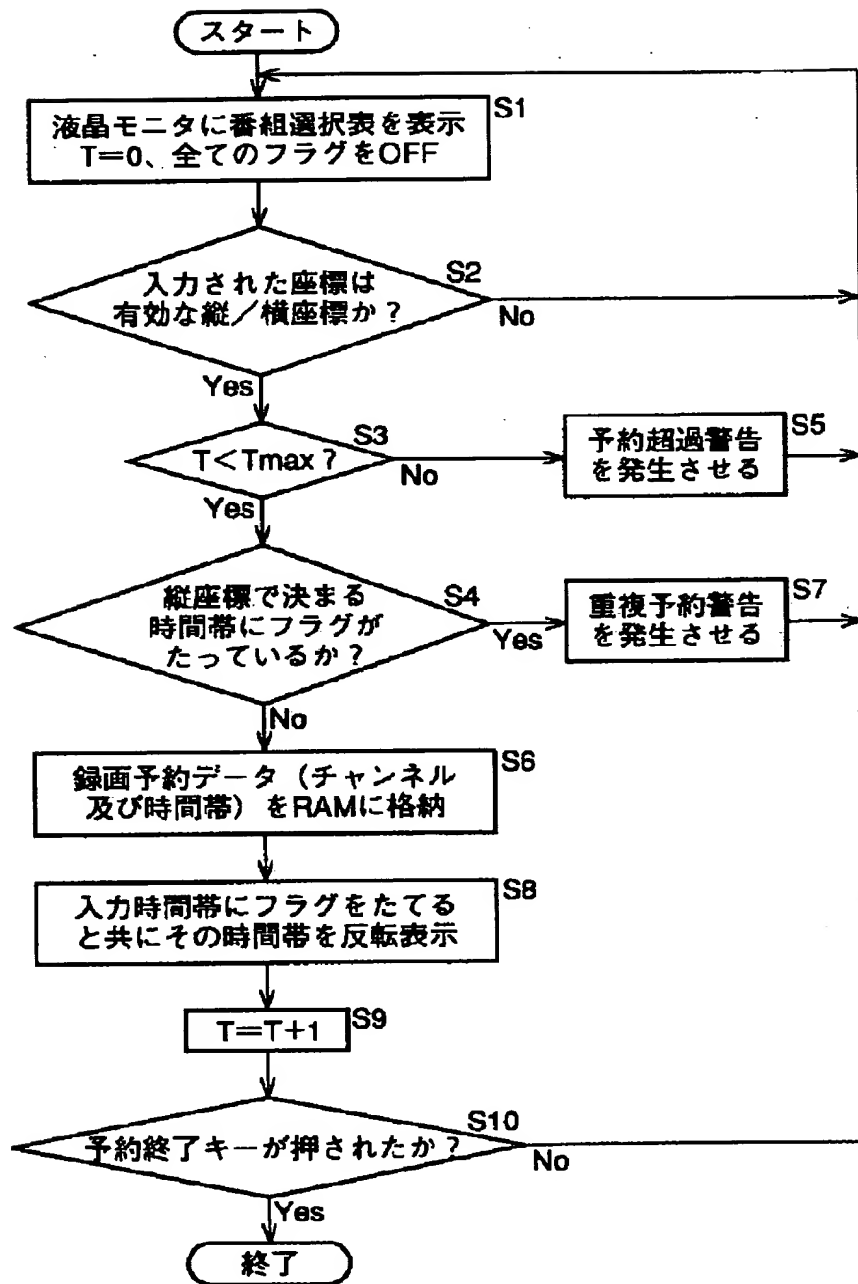 スタート
S1
液晶モニタに番組選択表を表示
T=0、全てのフラグをOFF
S2
入力された座標は
有効な縦/横座標か?
No
Yes
S3
T<Tmax?
No
Yes
S5
予約超過警告
を発生させる
S4
縦座標で決まる
時間帯にフラグが
たっているか?
Yes
No
S7
重複予約警告
を発生させる
S6
録画予約データ(チャンネル
及び時間帯)をRAMに格納
S8
入力時間帯にフラグをたてる
と共にその時間帯を反転表示
S9
T=T+1
S10
予約終了キーが押されたか?
No
Yes
終了